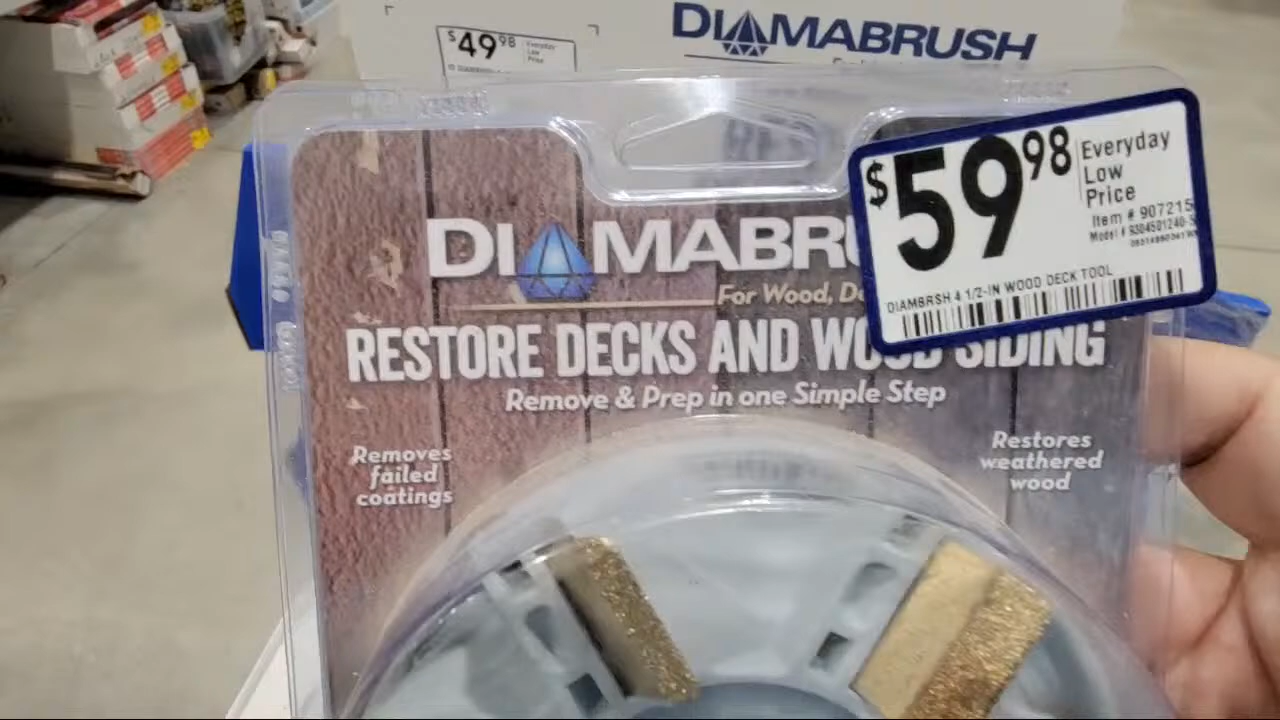 $49 98 Everyday Low Price
DIAMABRUSH
$59 98 Everyday
Low
Price
Item # 907215
DIAMBRSH 4 1/2-IN WOOD DECK TOOL
DIAMABRU
For Wood,
RESTORE DECKS AND WOOD SIDING
Remove & Prep in one Simple Step
Removes
failed
coatings
Restores
weathered
wood